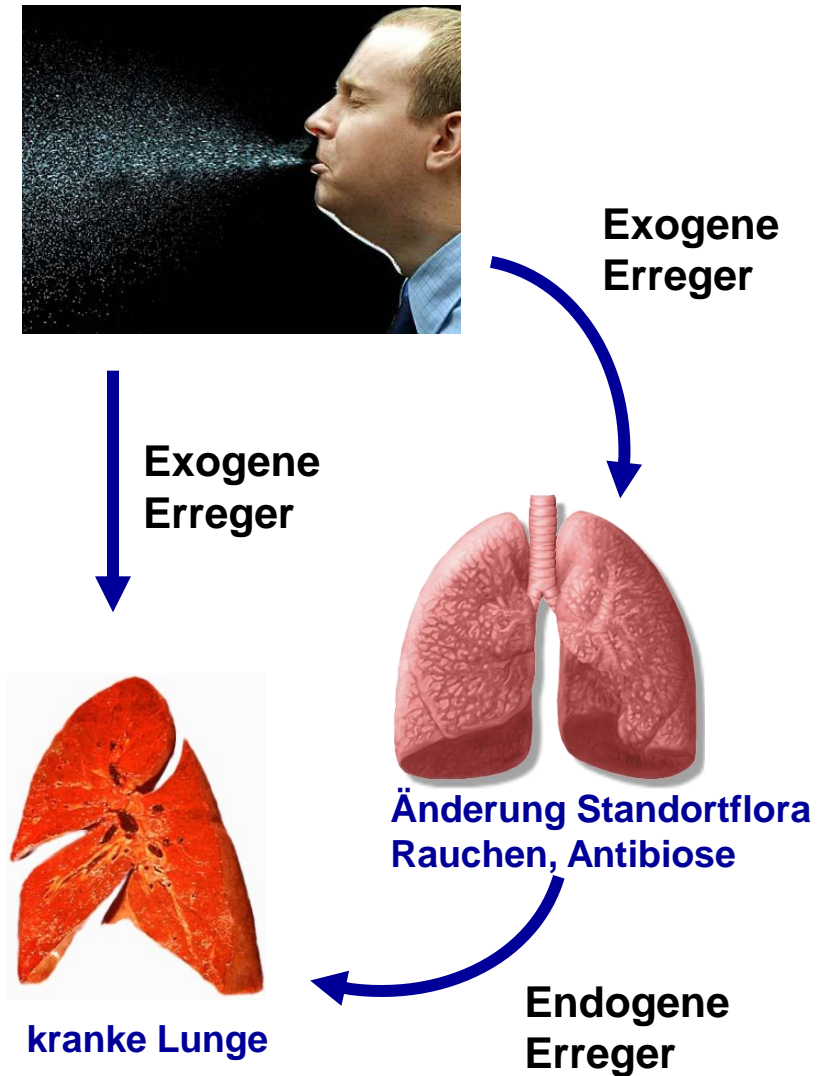 Exogene
Erreger
Exogene
Erreger
Änderung Standortflora
Rauchen, Antibiose
Endogene
Erreger
kranke Lunge